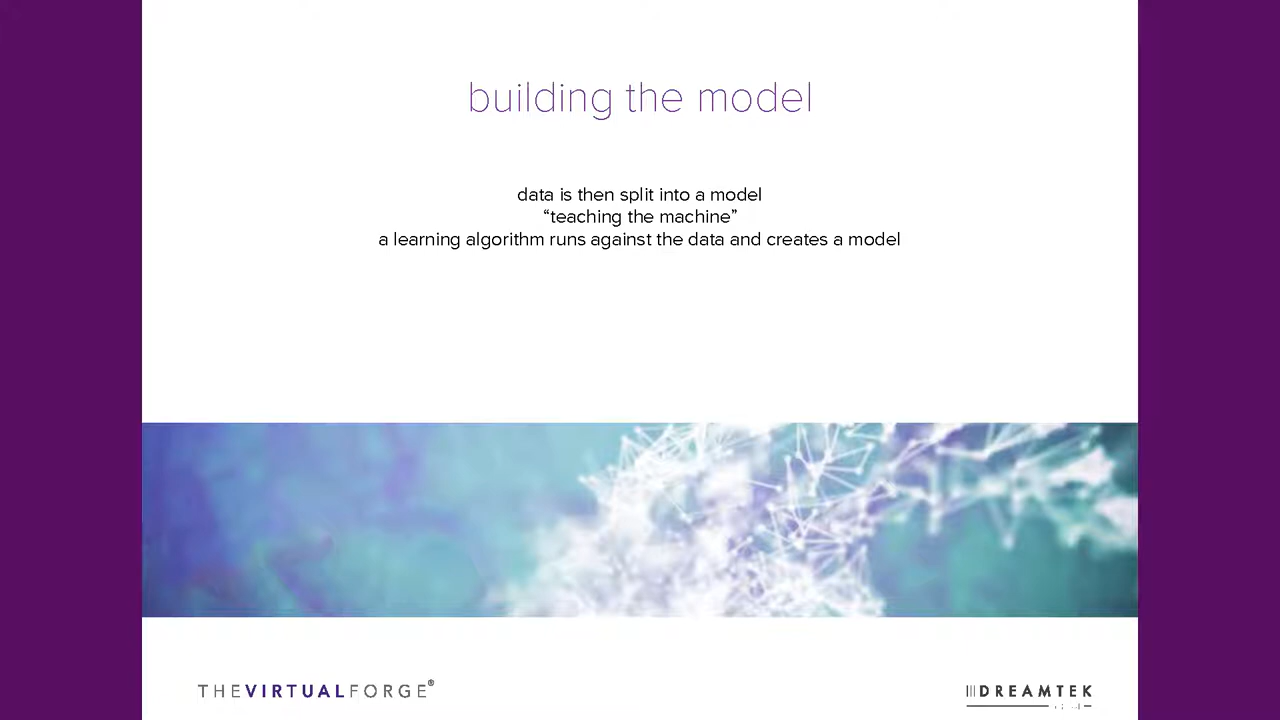 building the model
data is then split into a model
“teaching the machine”
a learning algorithm runs against the data and creates a model
THEVIRTUALFORGE®
DREAMTEK